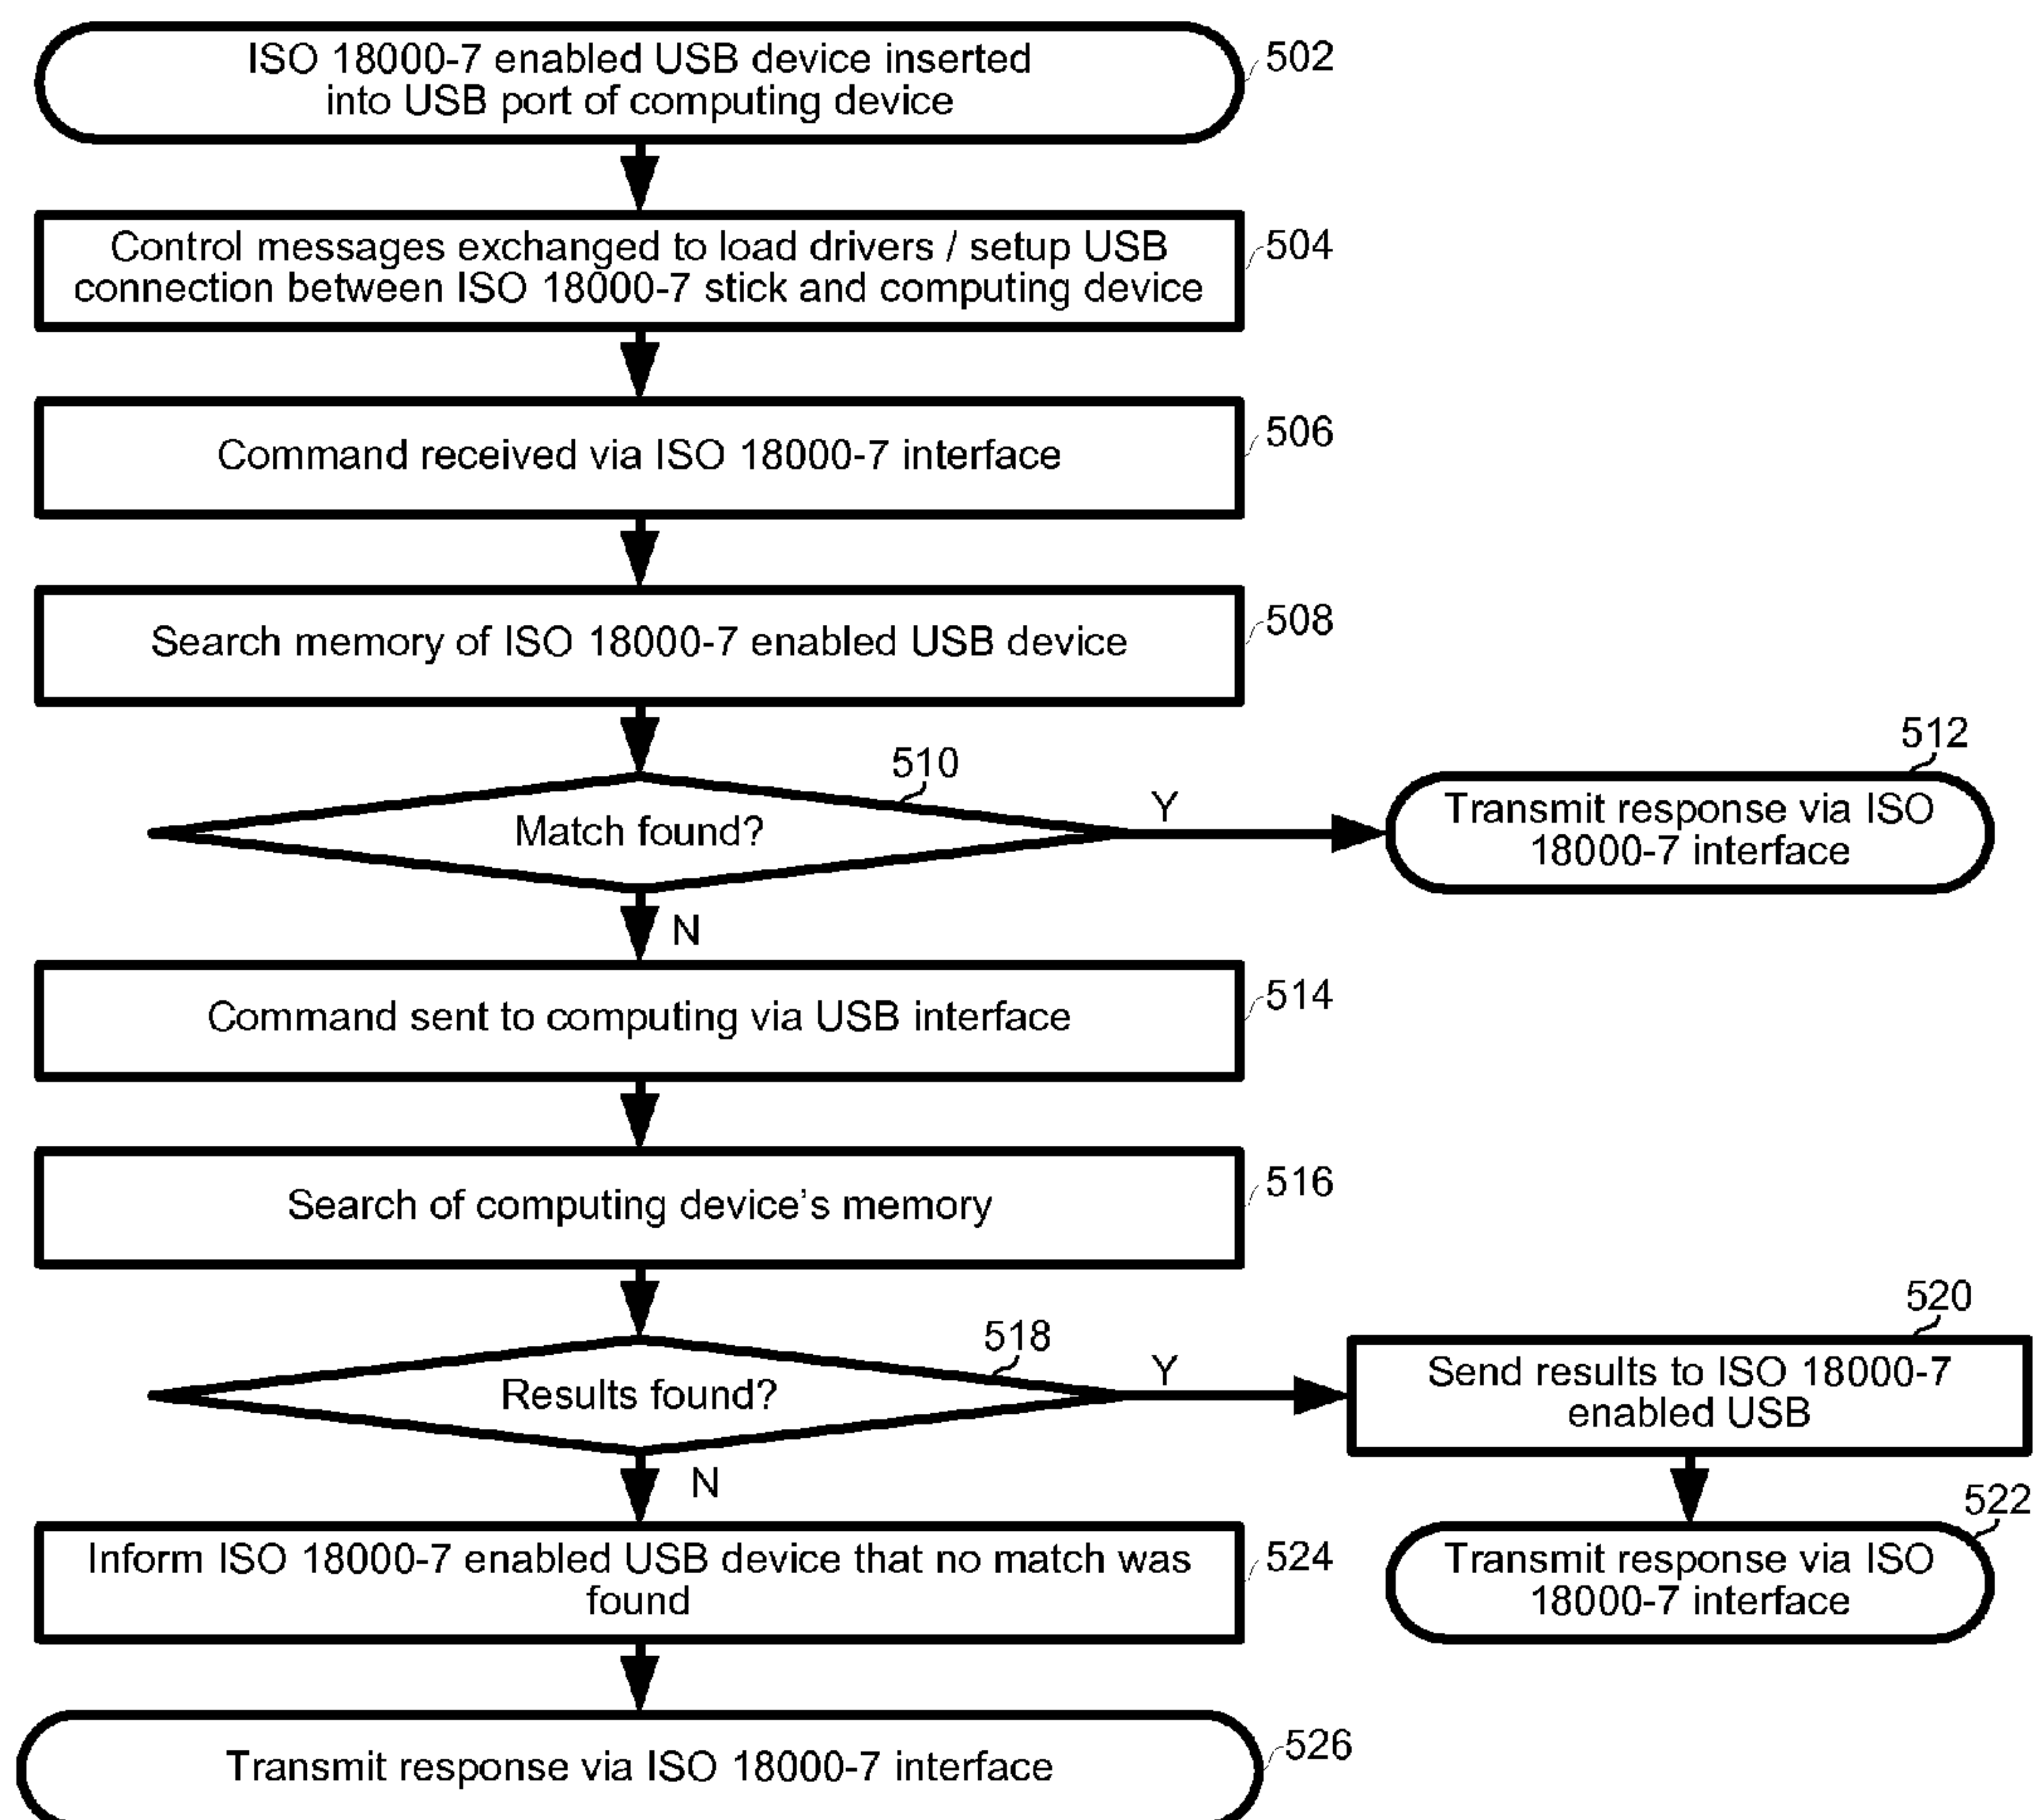 ISO 18000-7 enabled USB device inserted
into USB port of computing device
502
Control messages exchanged to load drivers / setup USB
connection between ISO 18000-7 stick and computing device
504
Command received via ISO 18000-7 interface
506
Search memory of ISO 18000-7 enabled USB device
508
510
Match found?
Y
512
Transmit response via ISO
18000-7 interface
N
Command sent to computing via USB interface
514
Search of computing device's memory
516
518
Results found?
Y
520
Send results to ISO 18000-7
enabled USB
522
Transmit response via ISO
18000-7 interface
N
Inform ISO 18000-7 enabled USB device that no match was
found
524
Transmit response via ISO 18000-7 interface
526